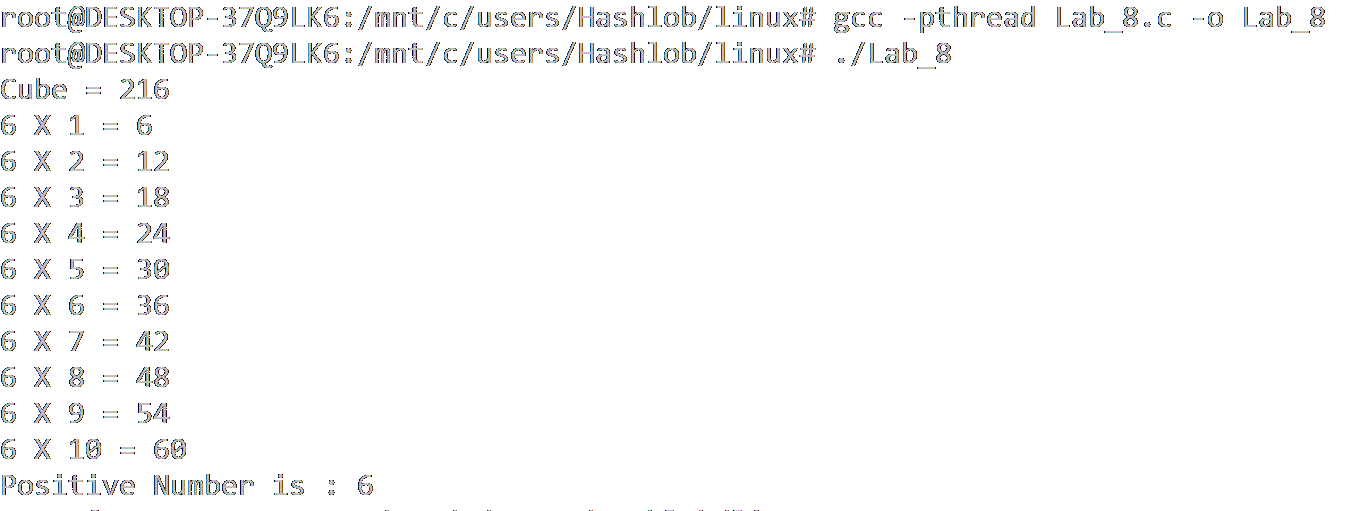 root@DESKTOP-37Q9LK6:/mnt/c/users/Hashlob/linux# gcc -pthread Lab_8.c -o Lab_8
root@DESKTOP-37Q9LK6:/mnt/c/users/Hashlob/linux# ./Lab_8
Cube = 216
6 X 1 = 6
6 X 2 = 12
6 X 3 = 18
6 X 4 = 24
6 X 5 = 30
6 X 6 = 36
6 X 7 = 42
6 X 8 = 48
6 X 9 = 54
6 X 10 = 60
Positive Number is : 6